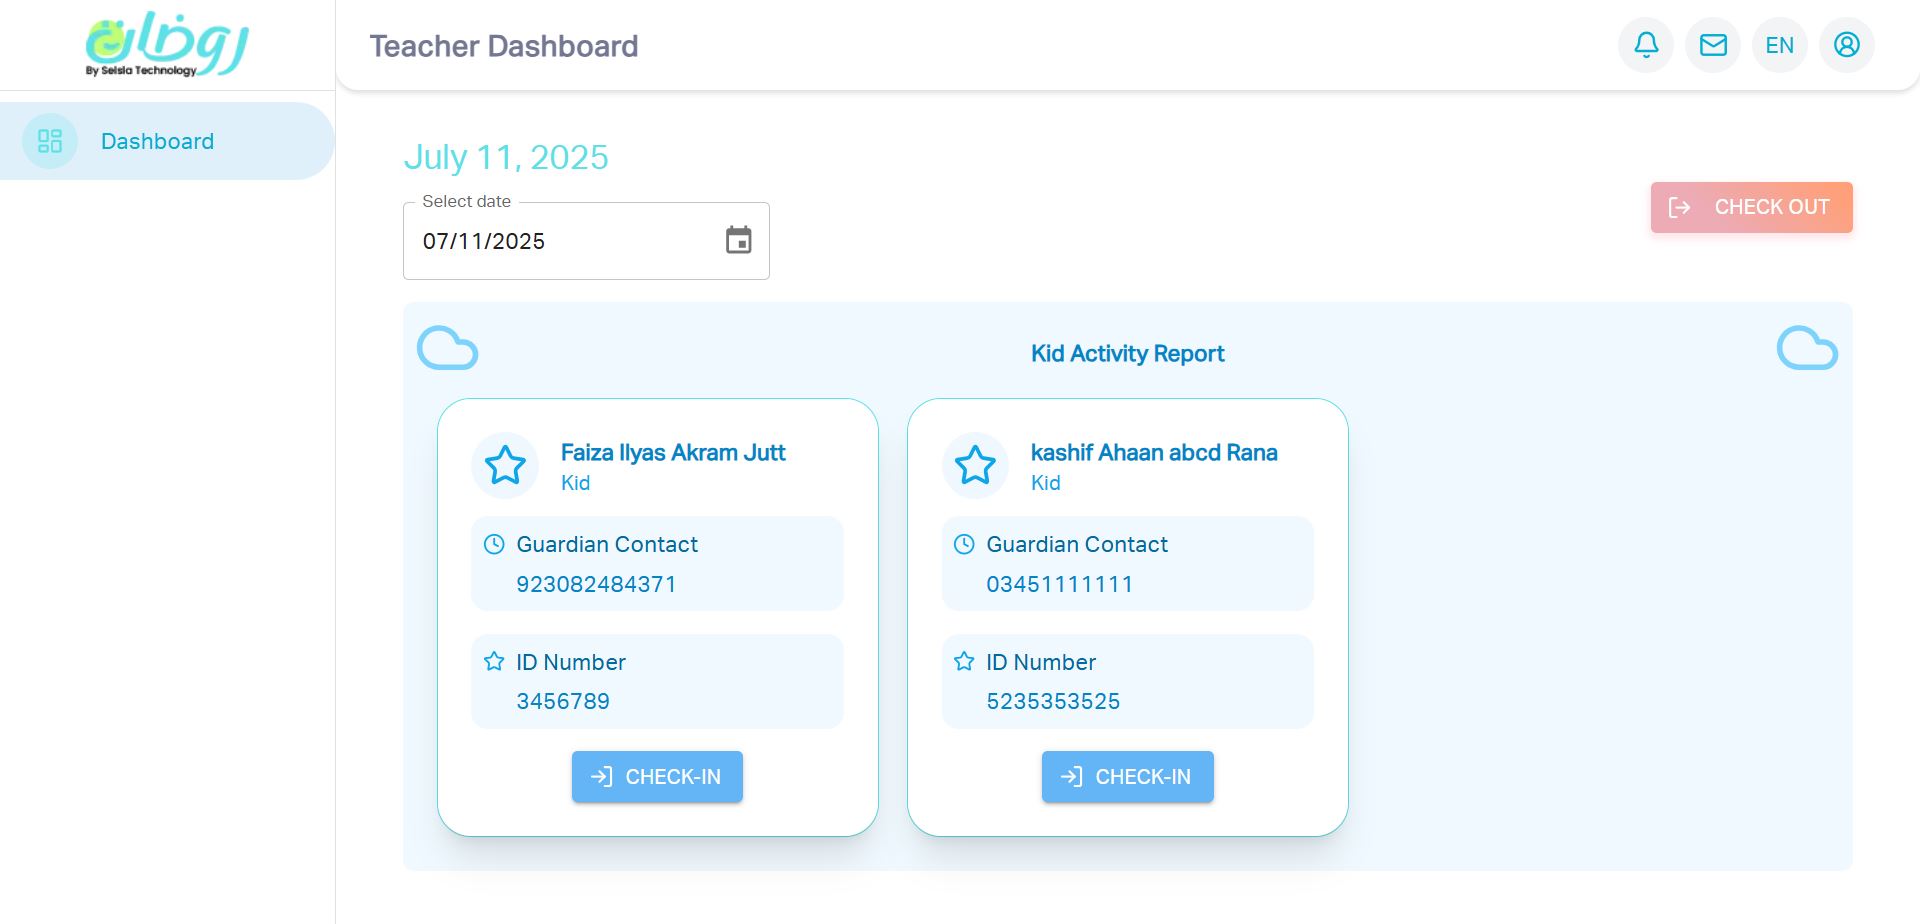 روضات
By Selsla Technology
Teacher Dashboard
EN
Dashboard
July 11, 2025
Select date
07/11/2025
CHECK OUT
Kid Activity Report
Faiza Ilyas Akram Jutt
Kid
Guardian Contact
923082484371
ID Number
3456789
CHECK-IN
kashif Ahaan abcd Rana
Kid
Guardian Contact
03451111111
ID Number
5235353525
CHECK-IN